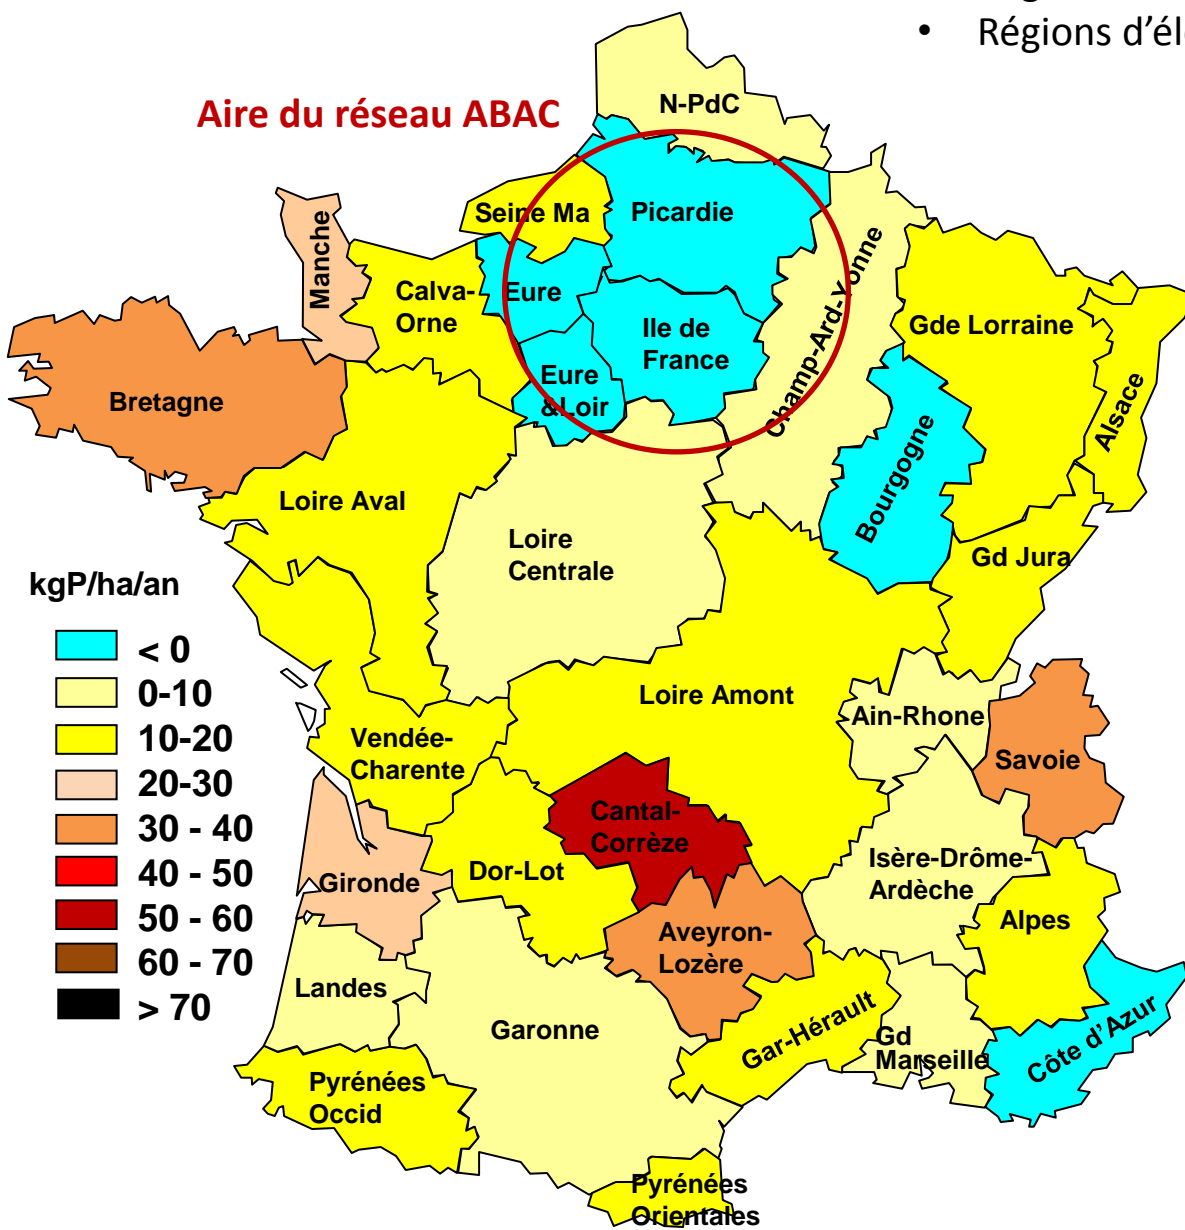 • Régions d’él
Aire du réseau ABAC
N-PdC
Seine Ma
Picardie
Manche
Calva-
Orne
Eure
Ile de
France
Champ-Ard-Yonne
Gde Lorraine
Eure
&Loir
Bretagne
Alsace
Bourgogne
Loire Aval
Loire
Centrale
Gd Jura
kgP/ha/an
< 0
0-10
10-20
20-30
30 - 40
40 - 50
50 - 60
60 - 70
> 70
Loire Amont
Ain-Rhone
Vendée-
Charente
Savoie
Cantal-
Corrèze
Isère-Drôme-
Ardèche
Dor-Lot
Gironde
Aveyron-
Lozère
Alpes
Landes
Garonne
Gar-Hérault
Gd
Marseille
Côte d’Azur
Pyrénées
Occid
Pyrénées
Orientales